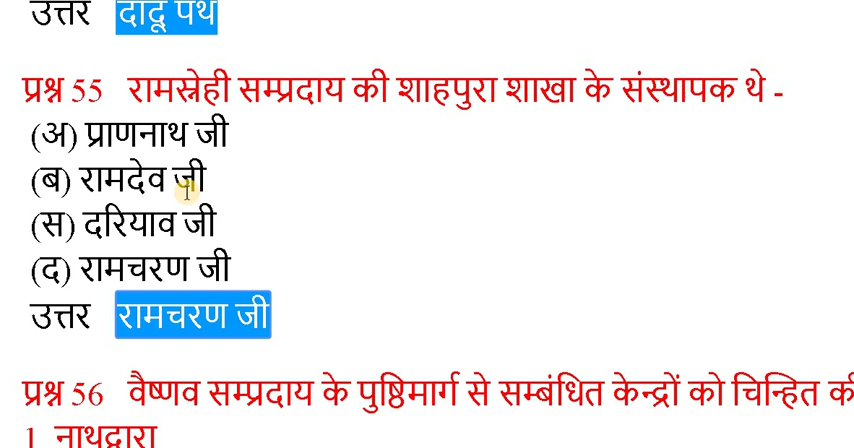 उत्तर दादू पंथ
प्रश्न 55 रामस्नेही सम्प्रदाय की शाहपुरा शाखा के संस्थापक थे -
(अ) प्राणनाथ जी
(ब) रामदेव जी
(स) दरियाव जी
(द) रामचरण जी
उत्तर रामचरण जी
प्रश्न 56 वैष्णव सम्प्रदाय के पुष्ठिमार्ग से सम्बंधित केन्द्रों को चिन्हित की
1 नाथद्वारा